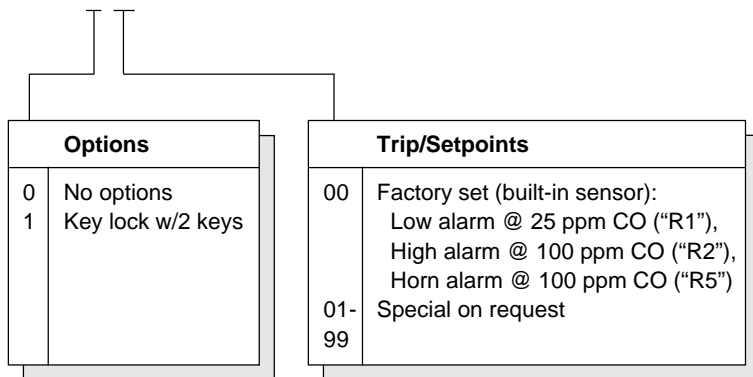 Options
0 No options
1 Key lock w/2 keys
Trip/Setpoints
00 Factory set (built-in sensor):
Low alarm @ 25 ppm CO (“R1”),
High alarm @ 100 ppm CO (“R2”),
Horn alarm @ 100 ppm CO (“R5”)
01- Special on request
99